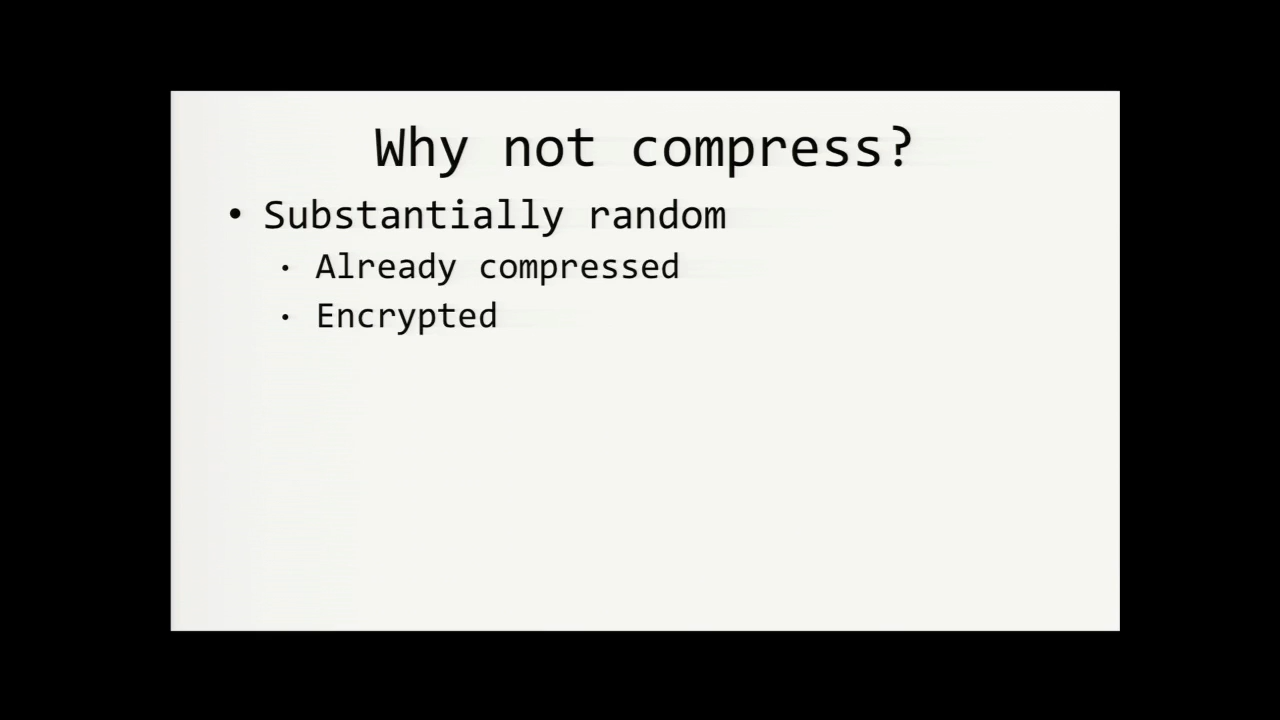 Why not compress?
• Substantially random
• Already compressed
• Encrypted